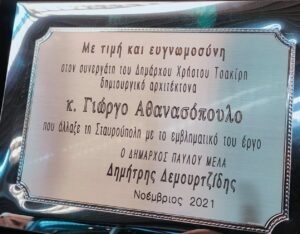 Με τιμή και ευγνωμοσύνη
στον συνεργάτη του Δημάρχου Χρήστου Τσακίρη
δημιουργικό αρχιτέκτονα
κ. Γιώργο Αθανασόπουλο
που άλλαξε τη Σταυρούπολη με το εμβληματικό του έργο
Ο ΔΗΜΑΡΧΟΣ ΠΑΥΛΟΥ ΜΕΛΑ
Δημήτρης Δεμουρτζίδης
Νοέμβριος 2021